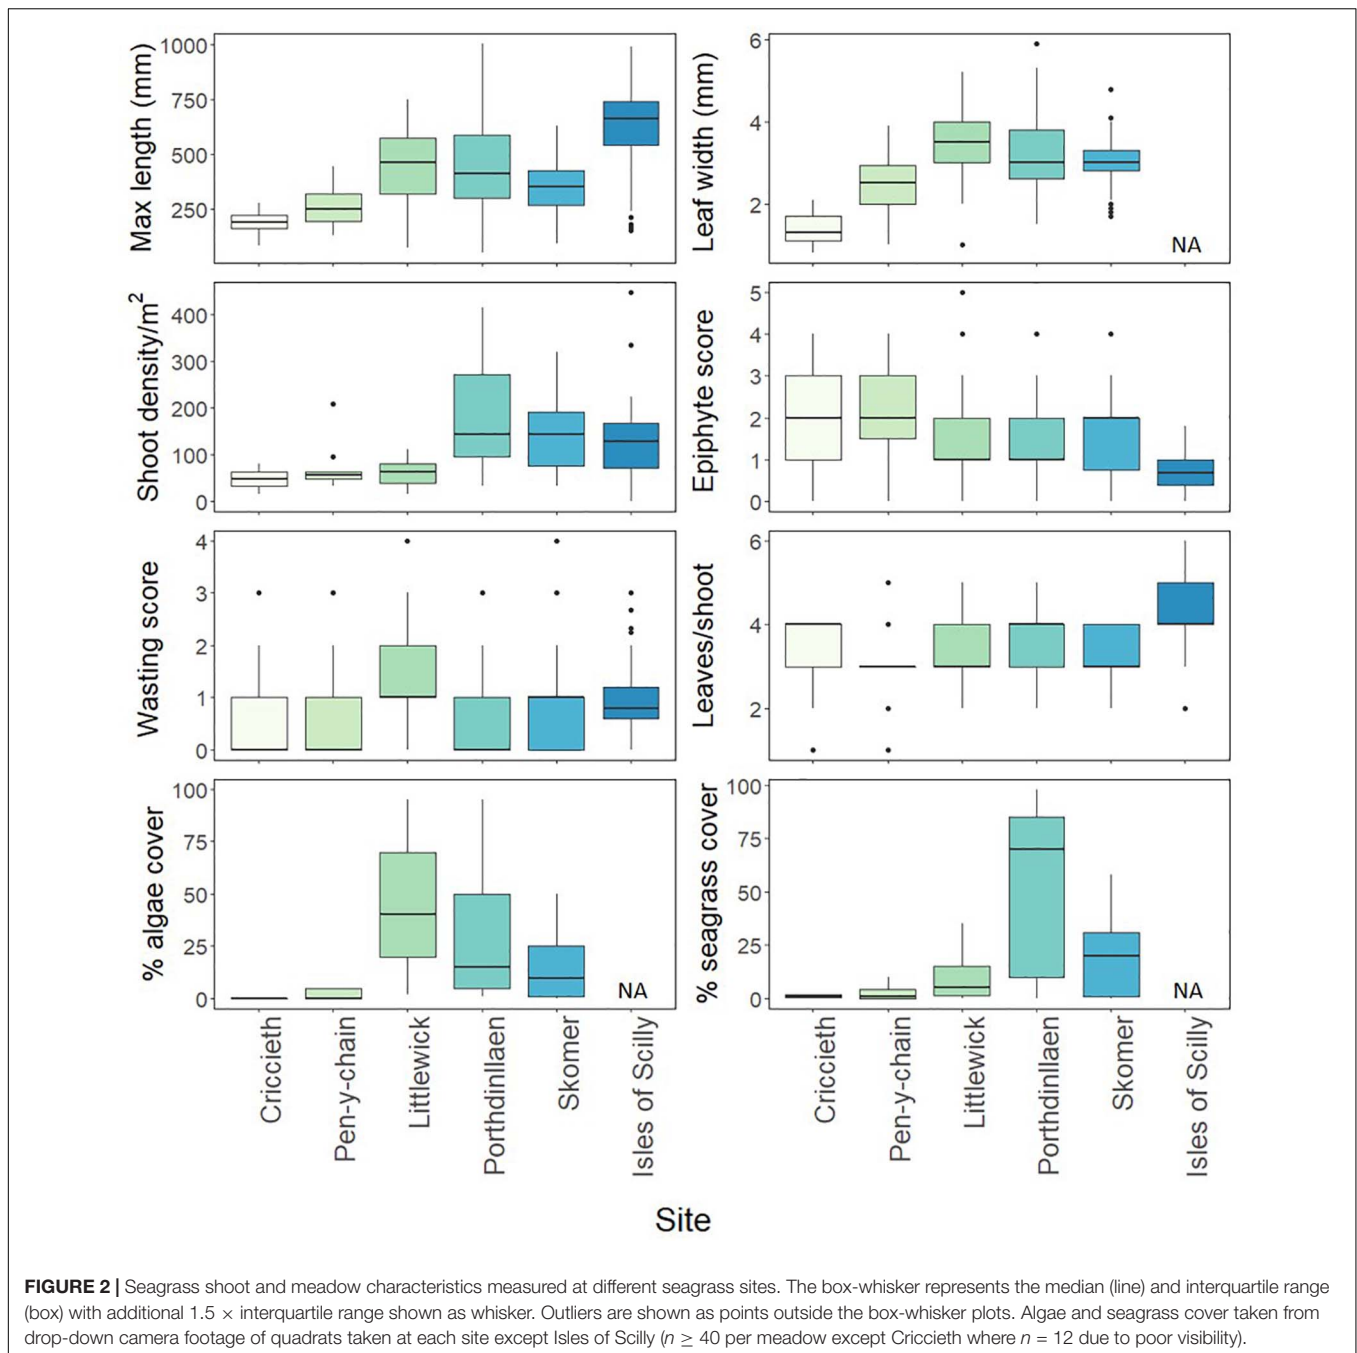 Max length (mm)
1000
750
500
250
Leaf width (mm)
6
4
2
NA
Shoot density/m²
400
300
200
100
0
Epiphyte score
5
4
3
2
1
0
Wasting score
4
3
2
1
0
Leaves/shoot
6
4
2
% algae cover
100
75
50
25
0
NA
% seagrass cover
100
75
50
25
0
NA
Criccieth
Pen-y-chain
Littlewick
Porthdinllaen
Skomer
Isles of Scilly
Criccieth
Pen-y-chain
Littlewick
Porthdinllaen
Skomer
Isles of Scilly
Site
FIGURE 2 | Seagrass shoot and meadow characteristics measured at different seagrass sites. The box-whisker represents the median (line) and interquartile range
(box) with additional 1.5 × interquartile range shown as whisker. Outliers are shown as points outside the box-whisker plots. Algae and seagrass cover taken from
drop-down camera footage of quadrats taken at each site except Isles of Scilly (n ≥ 40 per meadow except Criccieth where n = 12 due to poor visibility).